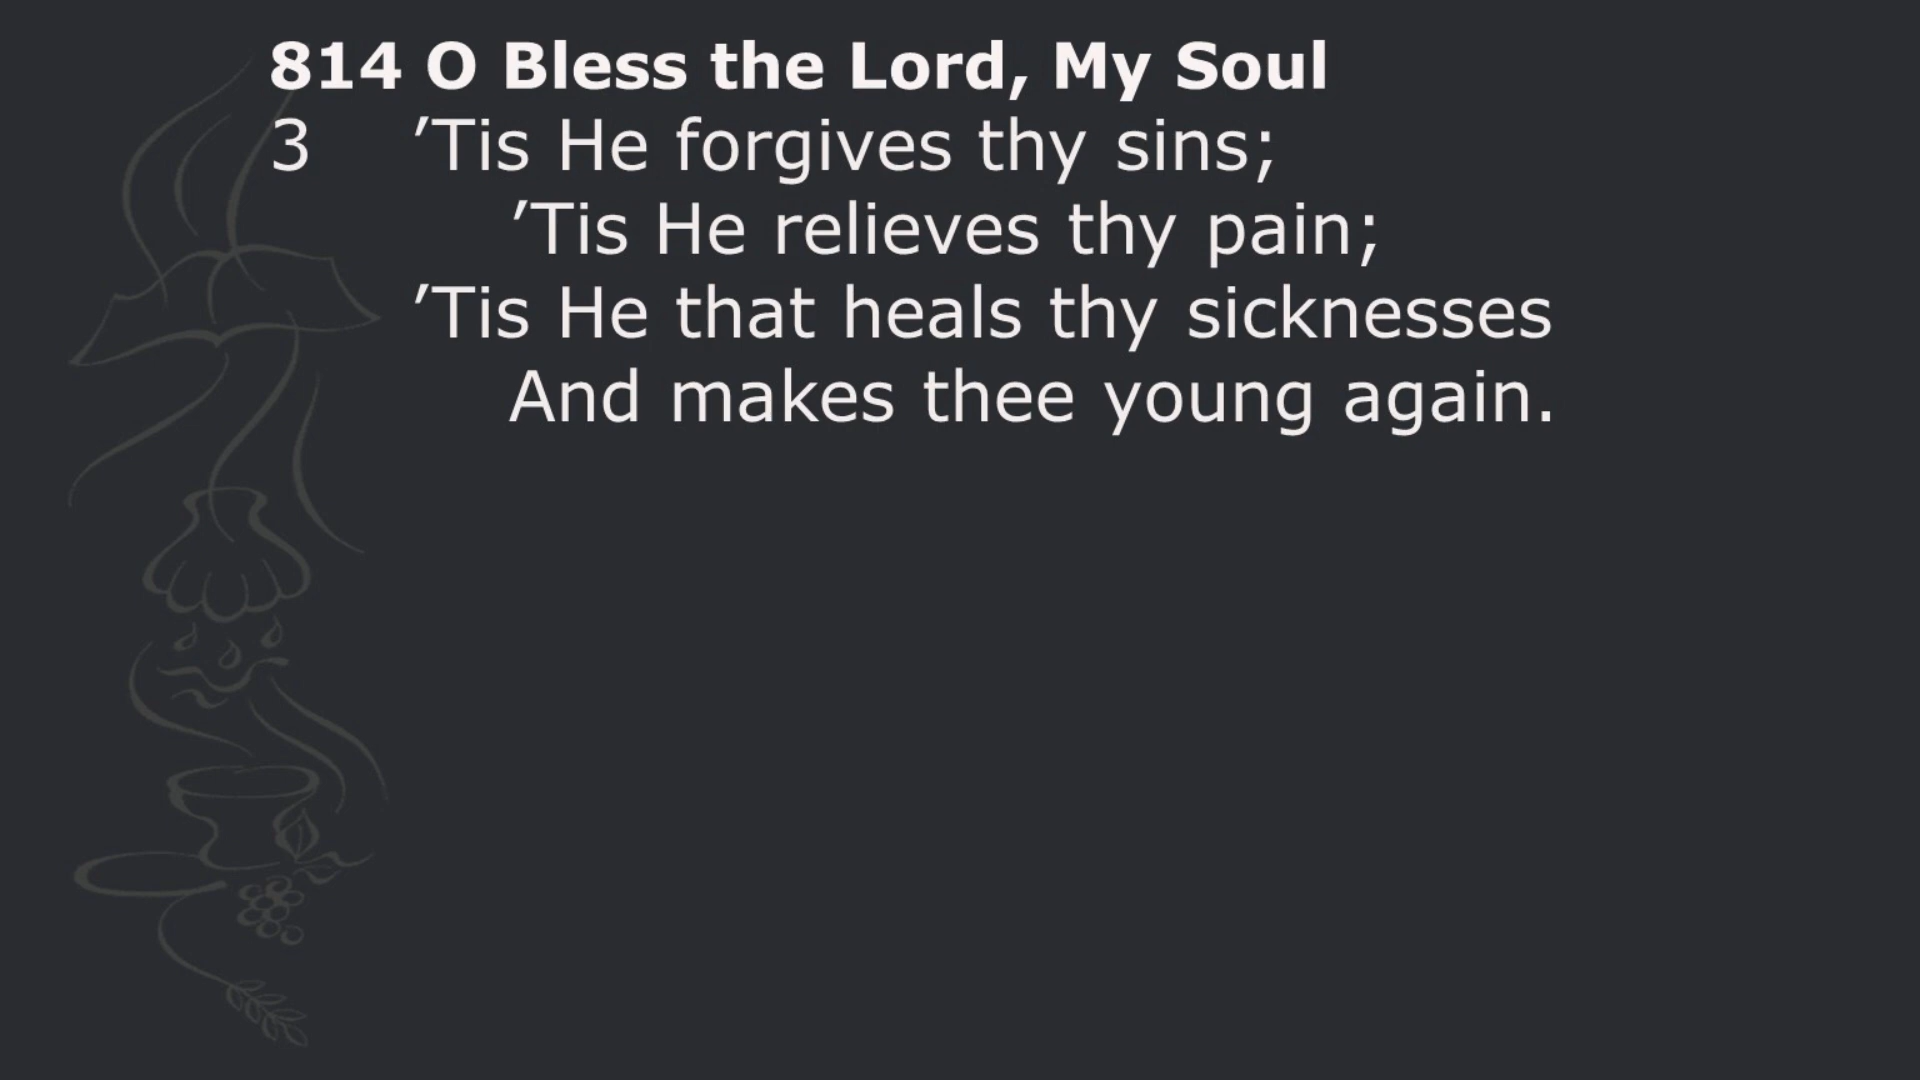 814 O Bless the Lord, My Soul
3 ’Tis He forgives thy sins;
’Tis He relieves thy pain;
’Tis He that heals thy sicknesses
And makes thee young again.